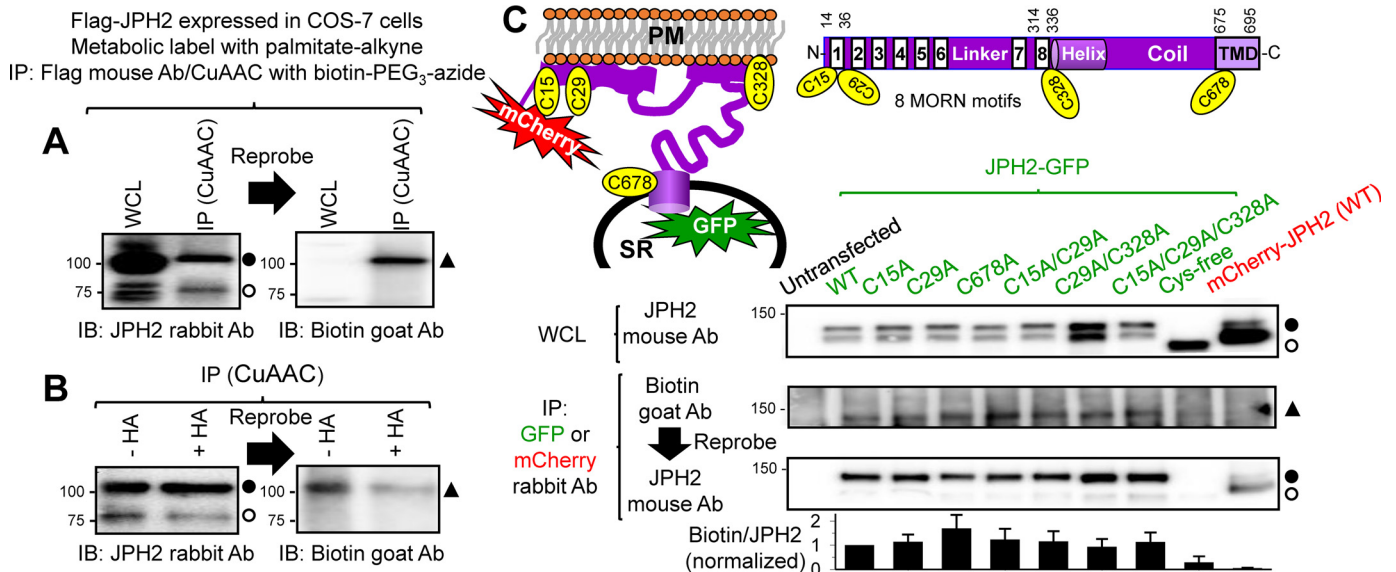 Flag-JPH2 expressed in COS-7 cells
Metabolic label with palmitate-alkyne
IP: Flag mouse Ab/CuAAC with biotin-PEG₃-azide
A
WCL
IP (CuAAC)
Reprobe
WCL
IP (CuAAC)
100
75
100
75
IB: JPH2 rabbit Ab
IB: Biotin goat Ab
B
IP (CuAAC)
- HA
+ HA
Reprobe
- HA
+ HA
100
75
100
75
IB: JPH2 rabbit Ab
IB: Biotin goat Ab
C
PM
C15
C29
C328
mCherry
C678
GFP
SR
14
36
314
336
675
695
N-
1
2
3
4
5
6
Linker
7
8
Helix
Coil
TMD
-C
C15
C29
C328
C678
8 MORN motifs
JPH2-GFP
Untransfected
WT
C15A
C29A
C678A
C15A/C29A
C29A/C328A
C15A/C29A/C328A
Cys-free
mCherry-JPH2 (WT)
WCL
JPH2
mouse Ab
150
IP:
GFP or
mCherry
rabbit Ab
Biotin
goat Ab
150
Reprobe
JPH2
mouse Ab
150
Biotin/JPH2
(normalized)
2
1
0